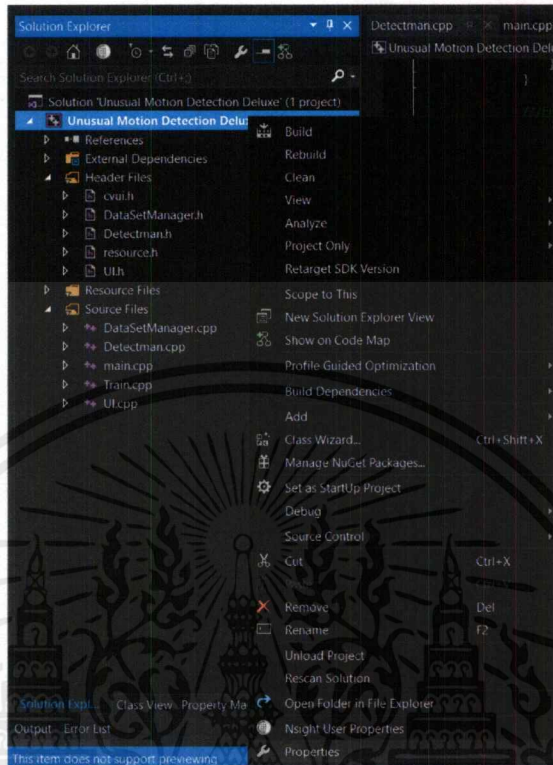 Solution Explorer
Search Solution Explorer (Ctrl+;)
Solution 'Unusual Motion Detection Deluxe' (1 project)
Unusual Motion Detection Delu
References
External Dependencies
Header Files
cvui.h
DataSetManager.h
Detectman.h
resource.h
UI.h
Resource Files
Source Files
DataSetManager.cpp
Detectman.cpp
main.cpp
Train.cpp
UI.cpp
Solution Expl... Class View Property Ma
Output Error List
This item does not support previewing
Detectman.cpp main.cpp
Unusual Motion Detection Del
}
Build
Rebuild
Clean
View
Analyze
Project Only
Retarget SDK Version
Scope to This
New Solution Explorer View
Show on Code Map
Profile Guided Optimization
Build Dependencies
Add
Class Wizard... Ctrl+Shift+X
Manage NuGet Packages...
Set as StartUp Project
Debug
Source Control
Cut Ctrl+X
Remove Del
Rename F2
Unload Project
Rescan Solution
Open Folder in File Explorer
Nsight User Properties
Properties